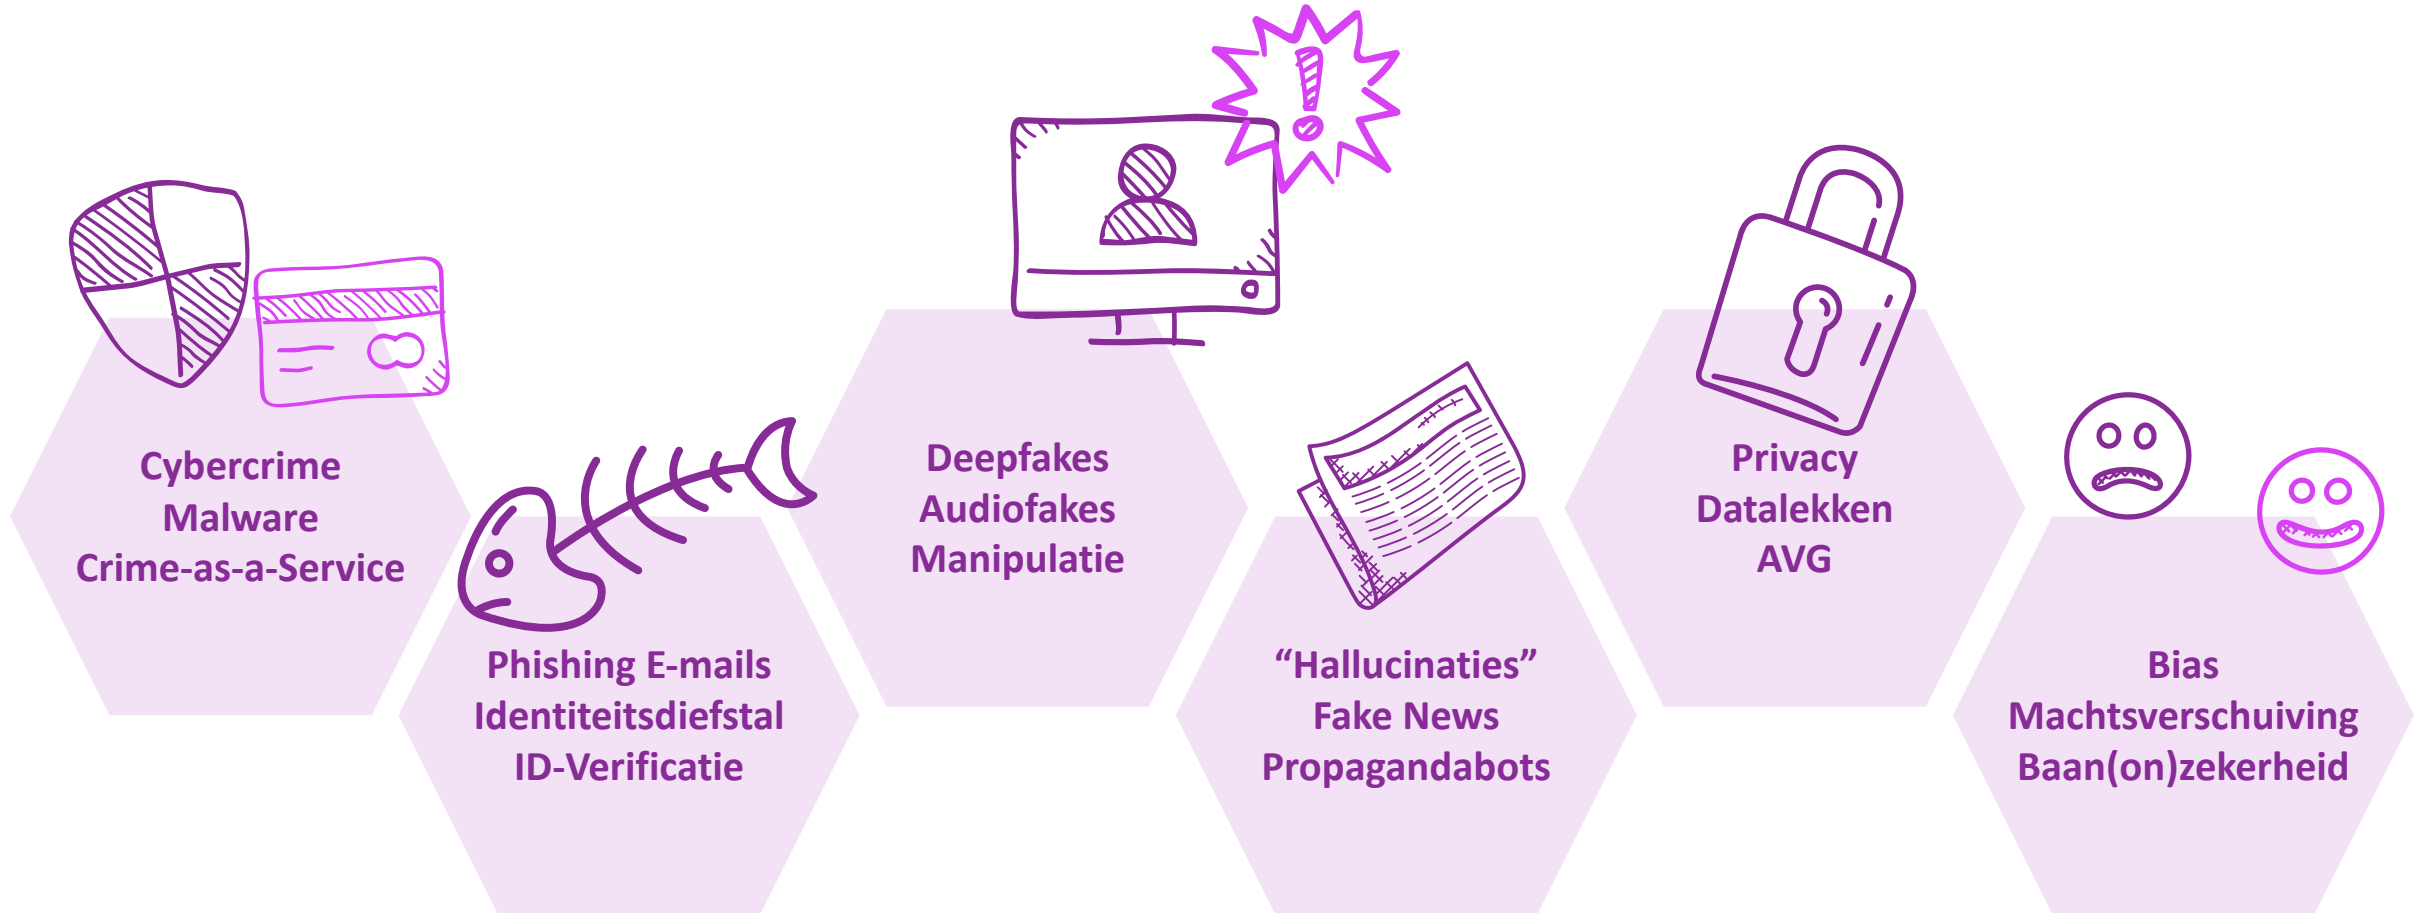 Cybercrime
Malware
Crime-as-a-Service
Phishing E-mails
Identiteitsdiefstal
ID-Verificatie
Deepfakes
Audiofakes
Manipulatie
“Hallucinaties”
Fake News
Propagandabots
Privacy
Datalekken
AVG
Bias
Machtsverschuiving
Baan(on)zekerheid